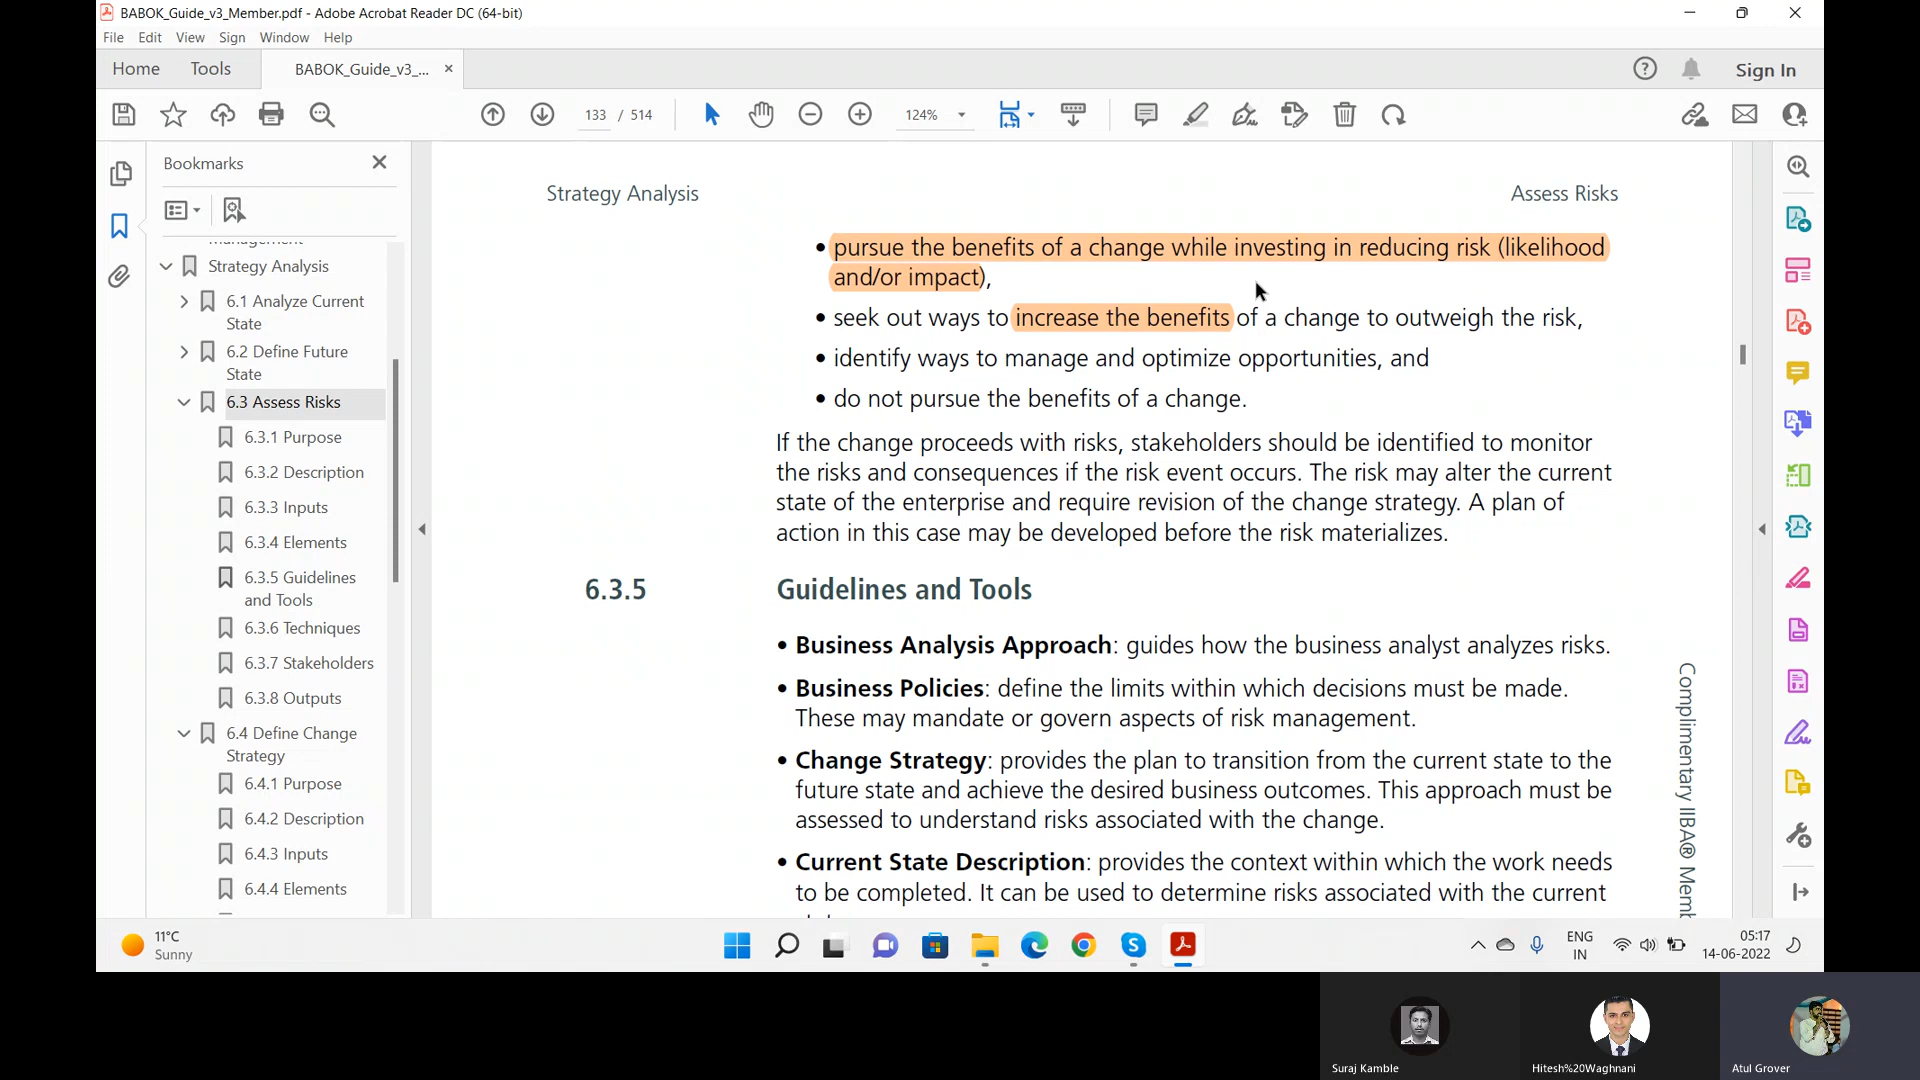 BABOK_Guide_v3_Member.pdf - Adobe Acrobat Reader DC (64-bit)
File Edit View Sign Window Help
Home Tools BABOK_Guide_v3_... × Sign In
133 / 514 124%
Bookmarks
Strategy Analysis
6.1 Analyze Current
State
6.2 Define Future
State
6.3 Assess Risks
6.3.1 Purpose
6.3.2 Description
6.3.3 Inputs
6.3.4 Elements
6.3.5 Guidelines
and Tools
6.3.6 Techniques
6.3.7 Stakeholders
6.3.8 Outputs
6.4 Define Change
Strategy
6.4.1 Purpose
6.4.2 Description
6.4.3 Inputs
6.4.4 Elements
Strategy Analysis Assess Risks
• pursue the benefits of a change while investing in reducing risk (likelihood
and/or impact),
• seek out ways to increase the benefits of a change to outweigh the risk,
• identify ways to manage and optimize opportunities, and
• do not pursue the benefits of a change.
If the change proceeds with risks, stakeholders should be identified to monitor
the risks and consequences if the risk event occurs. The risk may alter the current
state of the enterprise and require revision of the change strategy. A plan of
action in this case may be developed before the risk materializes.
6.3.5 Guidelines and Tools
• Business Analysis Approach: guides how the business analyst analyzes risks.
• Business Policies: define the limits within which decisions must be made.
These may mandate or govern aspects of risk management.
• Change Strategy: provides the plan to transition from the current state to the
future state and achieve the desired business outcomes. This approach must be
assessed to understand risks associated with the change.
• Current State Description: provides the context within which the work needs
to be completed. It can be used to determine risks associated with the current
Complimentary IIBA® Memb
11°C
Sunny
ENG
IN
05:17
14-06-2022
Suraj Kamble
Hitesh%20Waghnani
Atul Grover